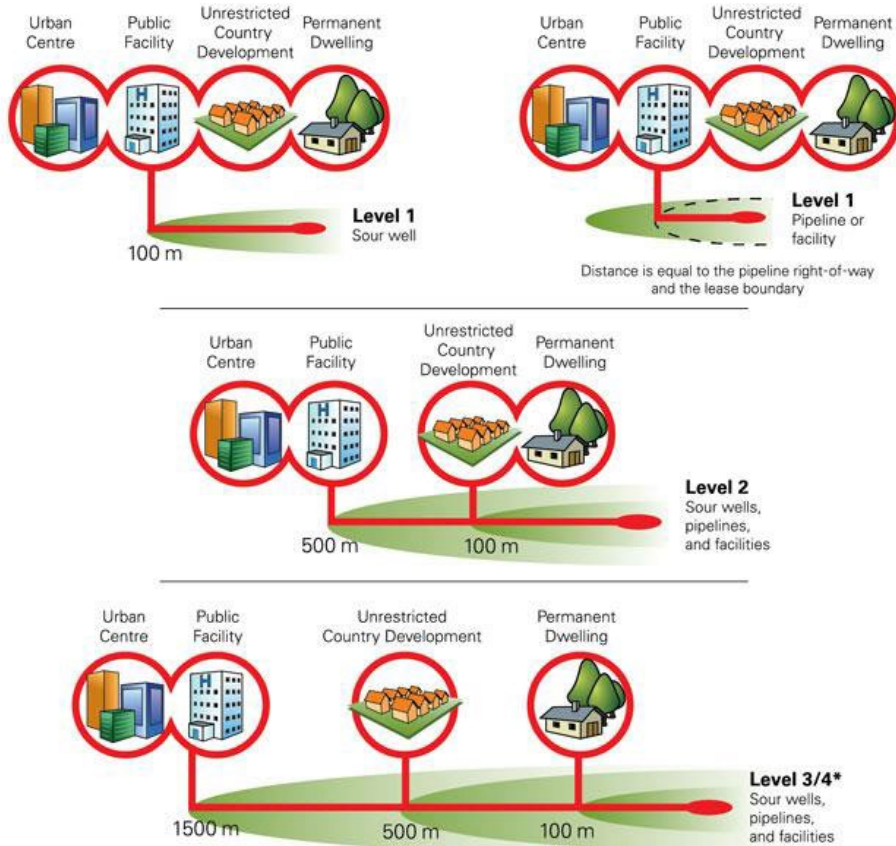 Urban
Centre
Public
Facility
Unrestricted
Country
Development
Permanent
Dwelling
H
Level 1
Sour well
100 m
Urban
Centre
Public
Facility
Unrestricted
Country
Development
Permanent
Dwelling
H
Level 1
Pipeline or
facility
Distance is equal to the pipeline right-of-way
and the lease boundary
Urban
Centre
Public
Facility
Unrestricted
Country
Development
Permanent
Dwelling
H
Level 2
Sour wells,
pipelines,
and facilities
500 m
100 m
Urban
Centre
Public
Facility
Unrestricted
Country Development
Permanent
Dwelling
H
Level 3/4*
Sour wells,
pipelines,
and facilities
1500 m
500 m
100 m